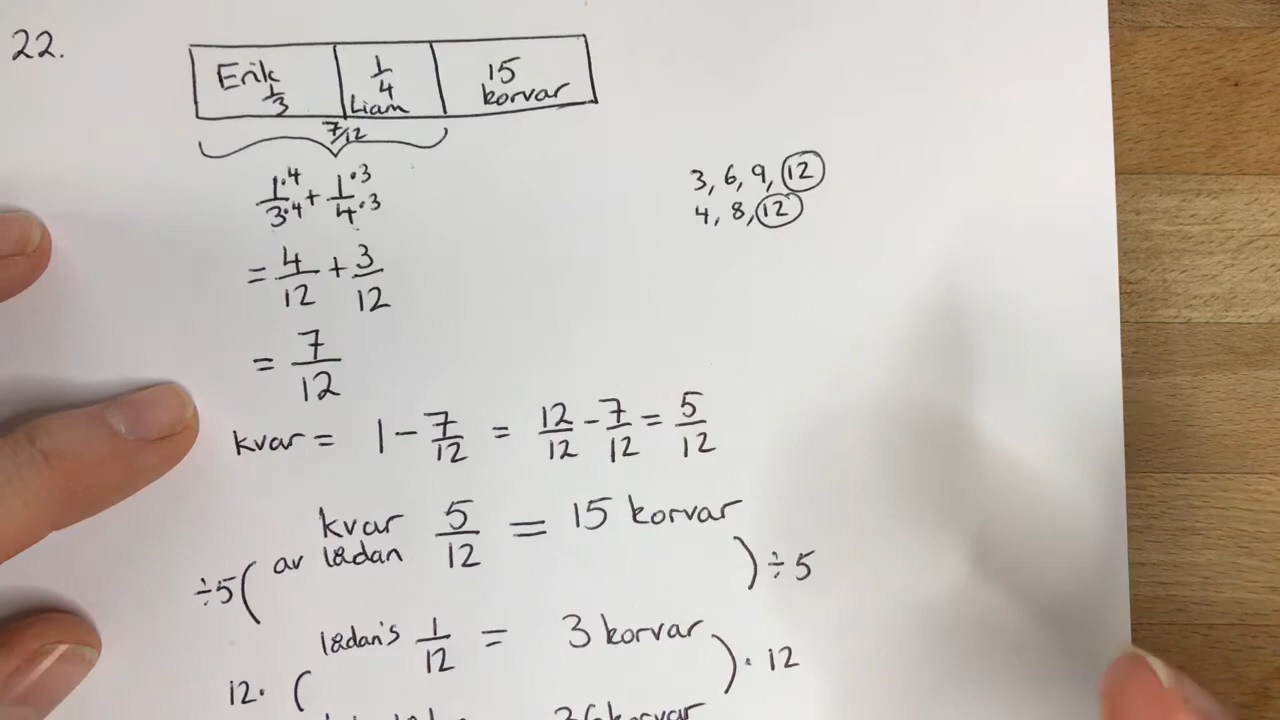 22.
Erik 1/3 | 1/4 Liam | 15 korvar
7/12
1·4/3·4 + 1·3/4·3
3, 6, 9, 12
4, 8, 12
= 4/12 + 3/12
= 7/12
kvar = 1 - 7/12 = 12/12 - 7/12 = 5/12
kvar av lådan 5/12 = 15 korvar
÷5 ( ) ÷5
lådan's 1/12 = 3 korvar
12· ( ) · 12
36 korvar